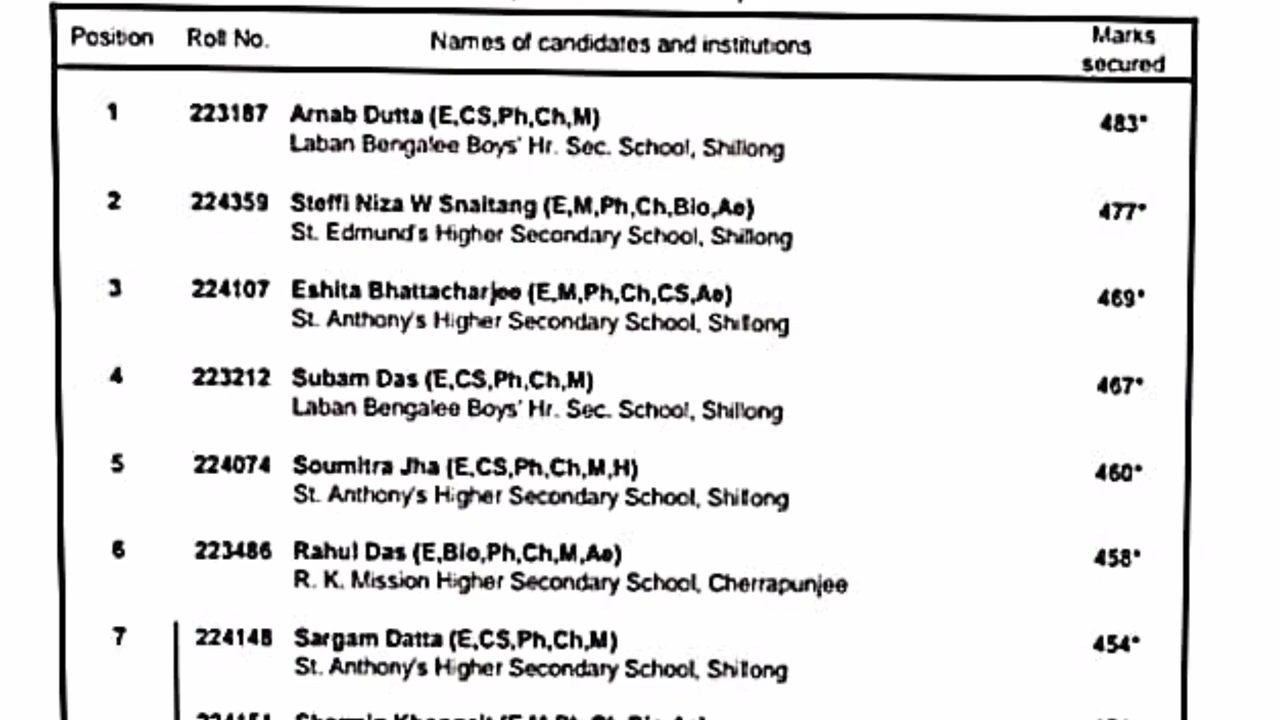 Position Roll No. Names of candidates and institutions Marks secured
1 223187 Arnab Dutta (E,CS,Ph,Ch,M) 483*
Laban Bengalee Boys' Hr. Sec. School, Shillong
2 224359 Steffi Niza W Snaitang (E,M,Ph,Ch,Bio,Ae) 477*
St. Edmund's Higher Secondary School, Shillong
3 224107 Eshita Bhattacharjee (E,M,Ph,Ch,CS,Ae) 469*
St. Anthony's Higher Secondary School, Shillong
4 223212 Subam Das (E,CS,Ph,Ch,M) 467*
Laban Bengalee Boys' Hr. Sec. School, Shillong
5 224074 Soumitra Jha (E,CS,Ph,Ch,M,H) 460*
St. Anthony's Higher Secondary School, Shillong
6 223486 Rahul Das (E,Bio,Ph,Ch,M,Ae) 458*
R. K. Mission Higher Secondary School, Cherrapunjee
7 224148 Sargam Datta (E,CS,Ph,Ch,M) 454*
St. Anthony's Higher Secondary School, Shillong